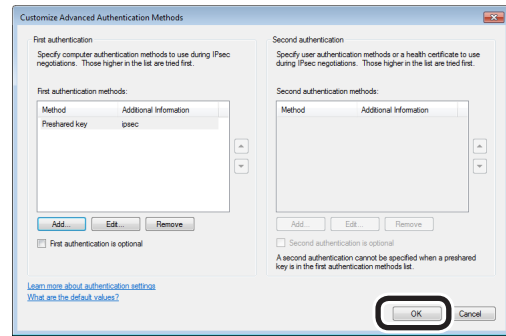 Customize Advanced Authentication Methods
First authentication
Specify computer authentication methods to use during IPsec
negotiations. Those higher in the list are tried first.
First authentication methods:
Method Additional Information
Preshared key ipsec
Add... Edit... Remove
First authentication is optional
Second authentication
Specify user authentication methods or a health certificate to use
during IPsec negotiations. Those higher in the list are tried first.
Second authentication methods:
Method Additional Information
Add... Edit... Remove
Second authentication is optional
A second authentication cannot be specified when a preshared
key is in the first authentication methods list.
Learn more about authentication settings
What are the default values?
OK Cancel